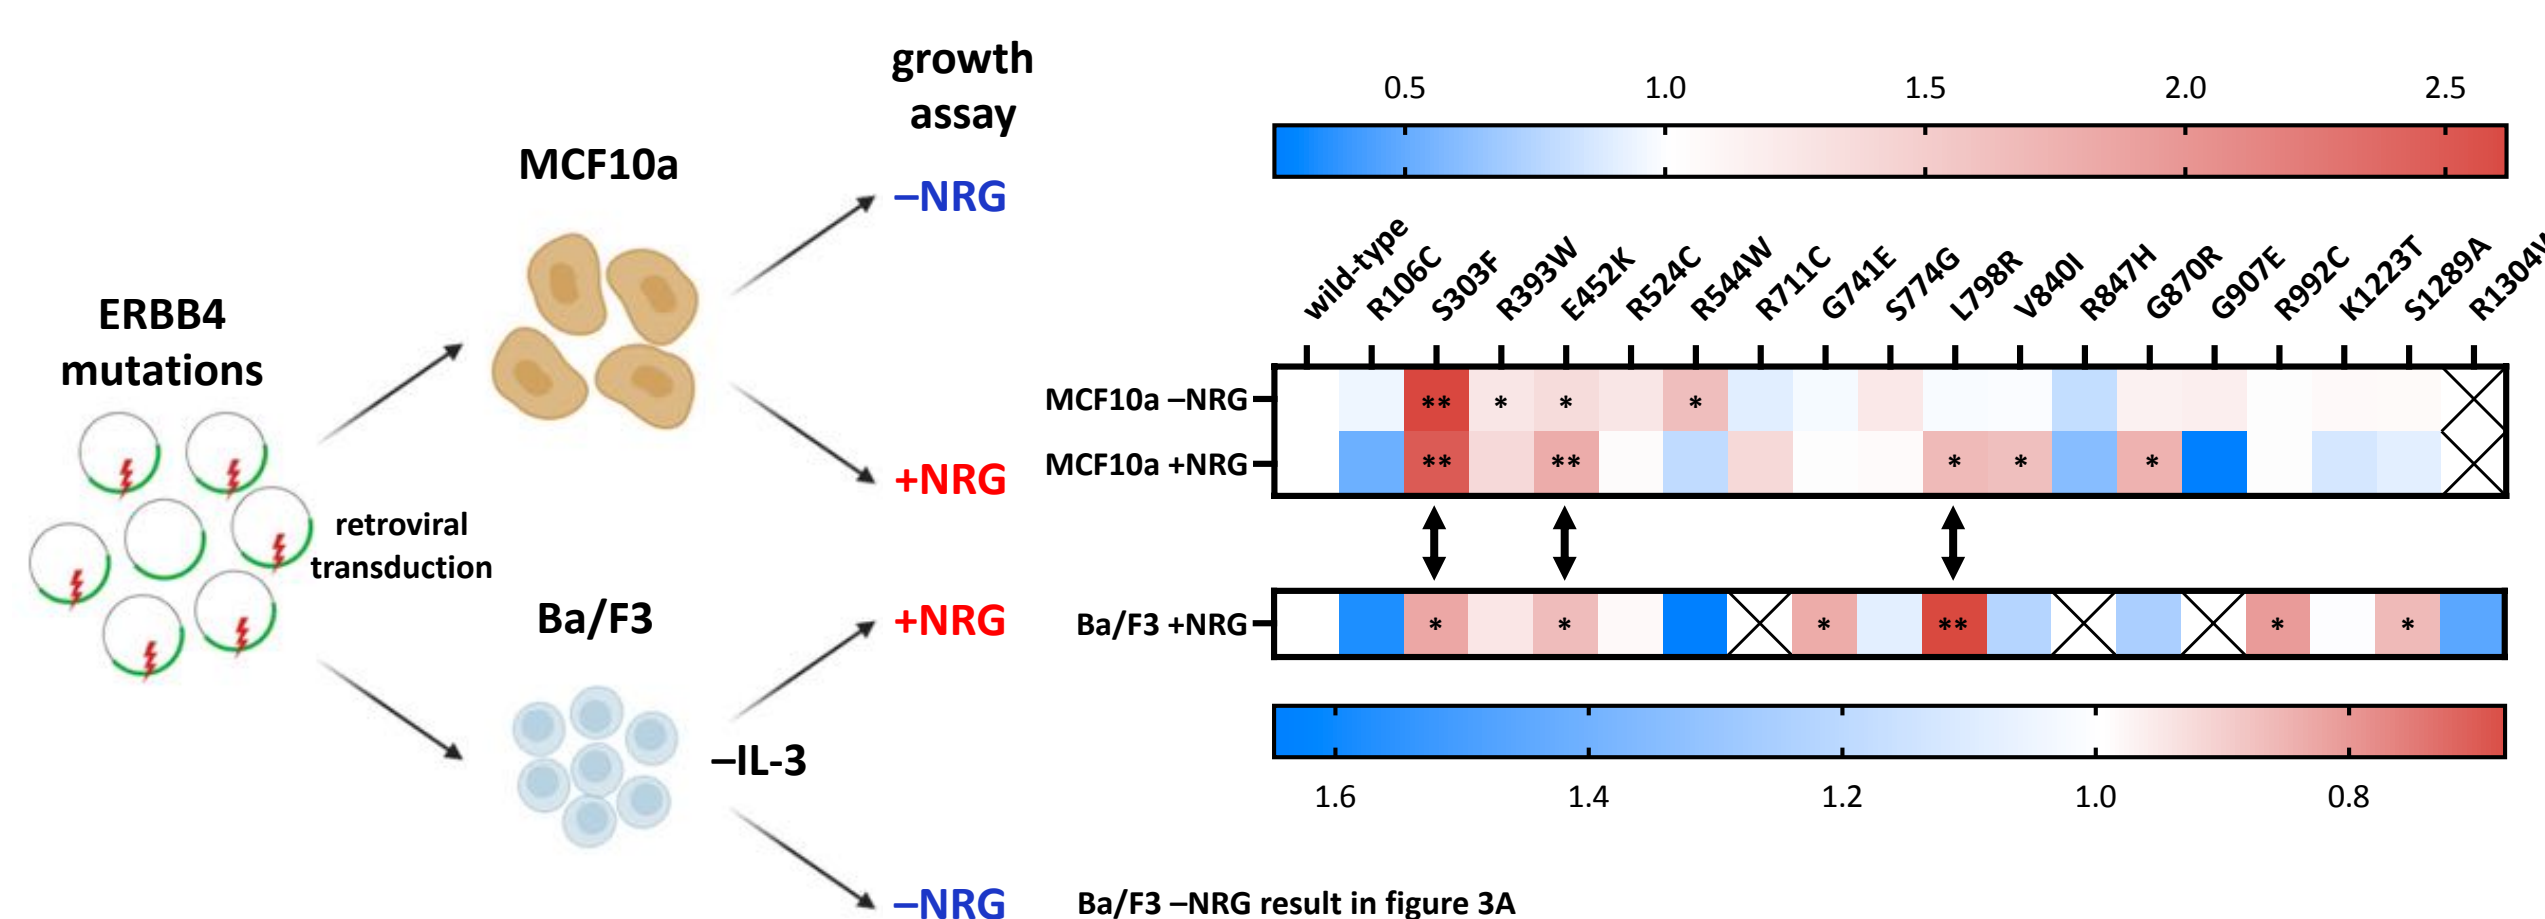 growth
assay
MCF10a
–NRG
ERBB4
mutations
retroviral
transduction
+NRG
Ba/F3
+NRG
–IL-3
–NRG
0.5 1.0 1.5 2.0 2.5
wild-type R106C S303F R393W E452K R524C R544W R711C G741E S774G L798R V840I R847H G870R G907E R992C K1223T S1289A R1304W
MCF10a –NRG ** * * *
MCF10a +NRG ** ** * * *
Ba/F3 +NRG * * * ** * *
1.6 1.4 1.2 1.0 0.8
Ba/F3 –NRG result in figure 3A